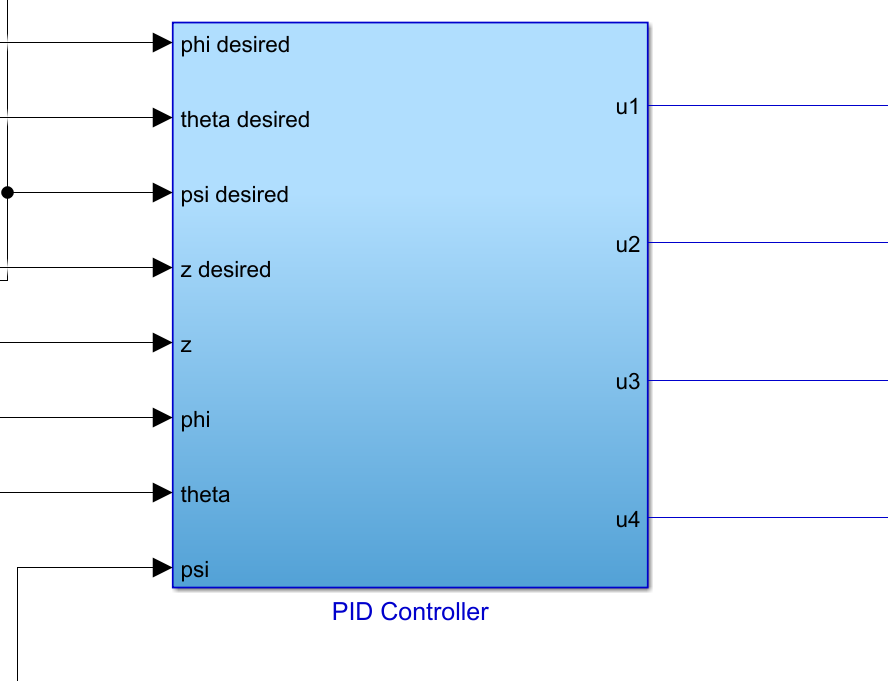 phi desired
theta desired
psi desired
z desired
z
phi
theta
psi
u1
u2
u3
u4
PID Controller